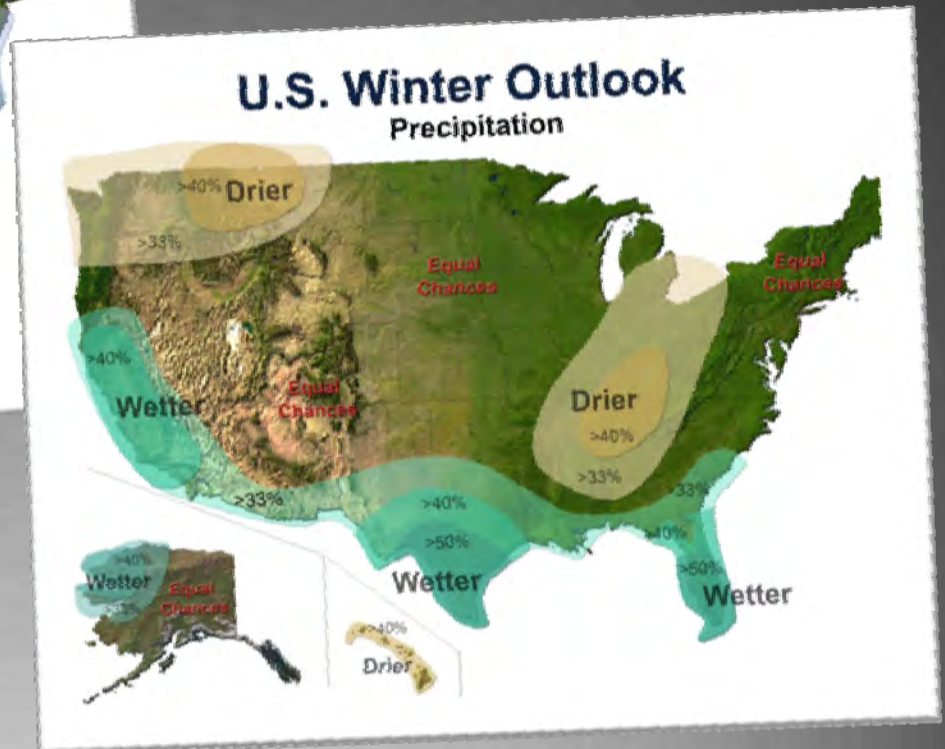 U.S. Winter Outlook
Precipitation
>40% Drier
>33%
Equal
Chances
Equal
Chances
>40%
Wetter
Equal
Chances
Drier
>40%
>33%
>33%
>40%
>33%
>40%
>50%
>50%
Wetter
Wetter
>40%
Wetter
>33%
Equal
Chances
>40%
Drier